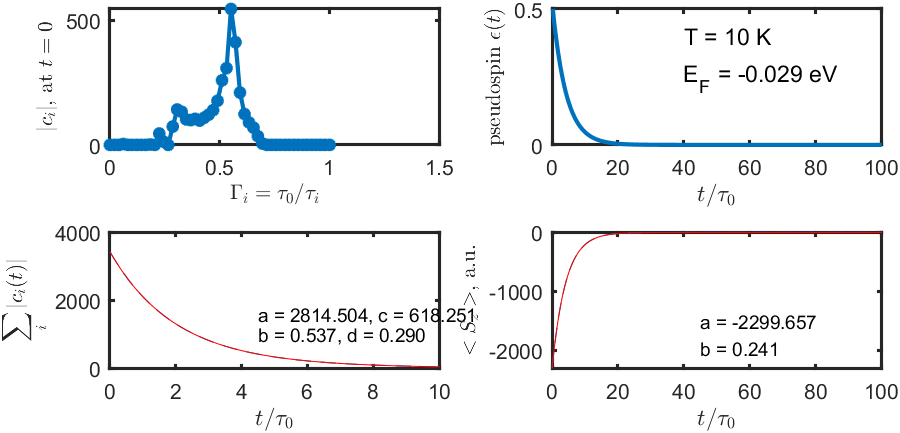 |c_i|, at t = 0
500
0
0 0.5 1 1.5
Γ_i = τ_0/τ_i
pseudospin ϵ(t)
0.5
0
T = 10 K
E_F = -0.029 eV
0 20 40 60 80 100
t/τ_0
∑_i |c_i(t)|
4000
2000
0
a = 2814.504, c = 618.251
b = 0.537, d = 0.290
0 2 4 6 8 10
t/τ_0
< S_z >, a.u.
0
-1000
-2000
a = -2299.657
b = 0.241
0 20 40 60 80 100
t/τ_0